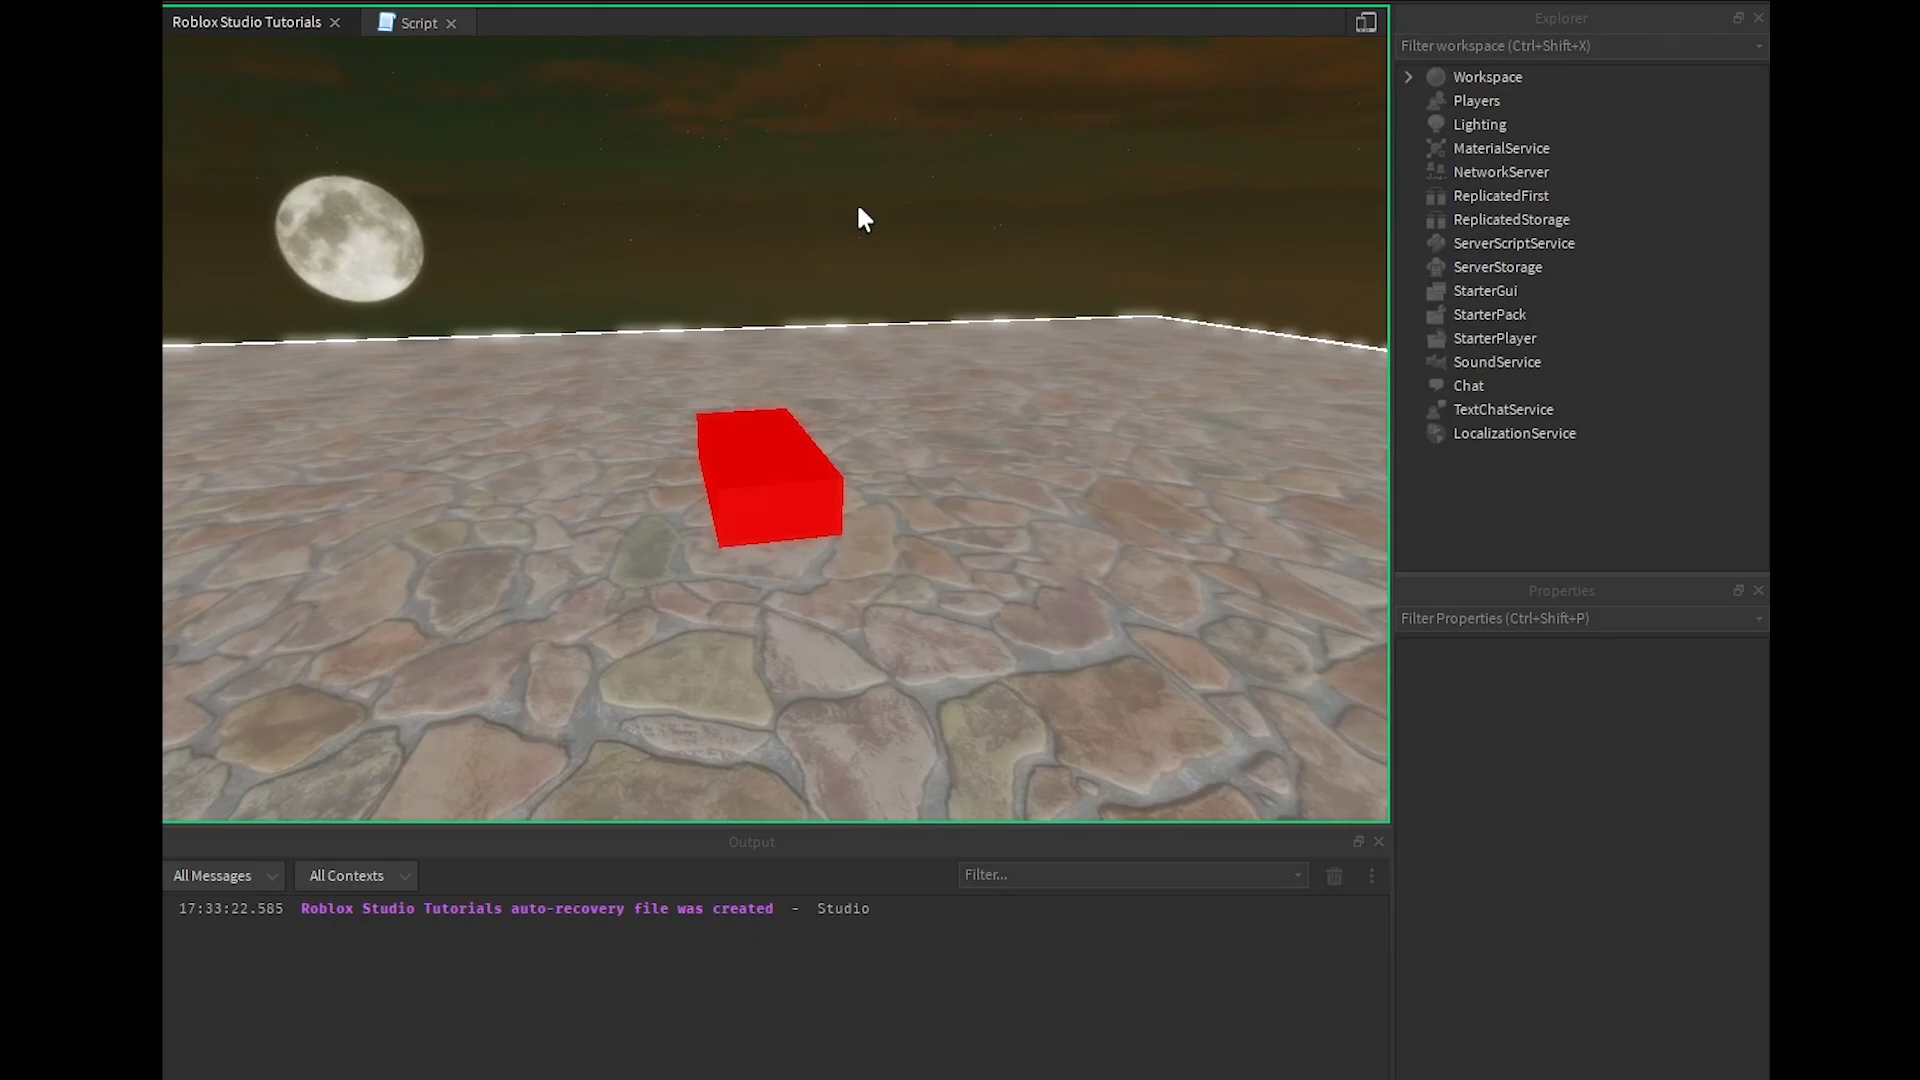 Roblox Studio Tutorials
Script
Explorer
Filter workspace (Ctrl+Shift+X)
Workspace
Players
Lighting
MaterialService
NetworkServer
ReplicatedFirst
ReplicatedStorage
ServerScriptService
ServerStorage
StarterGui
StarterPack
StarterPlayer
SoundService
Chat
TextChatService
LocalizationService
Properties
Filter Properties (Ctrl+Shift+P)
Output
All Messages All Contexts Filter...
17:33:22.585 Roblox Studio Tutorials auto-recovery file was created - Studio